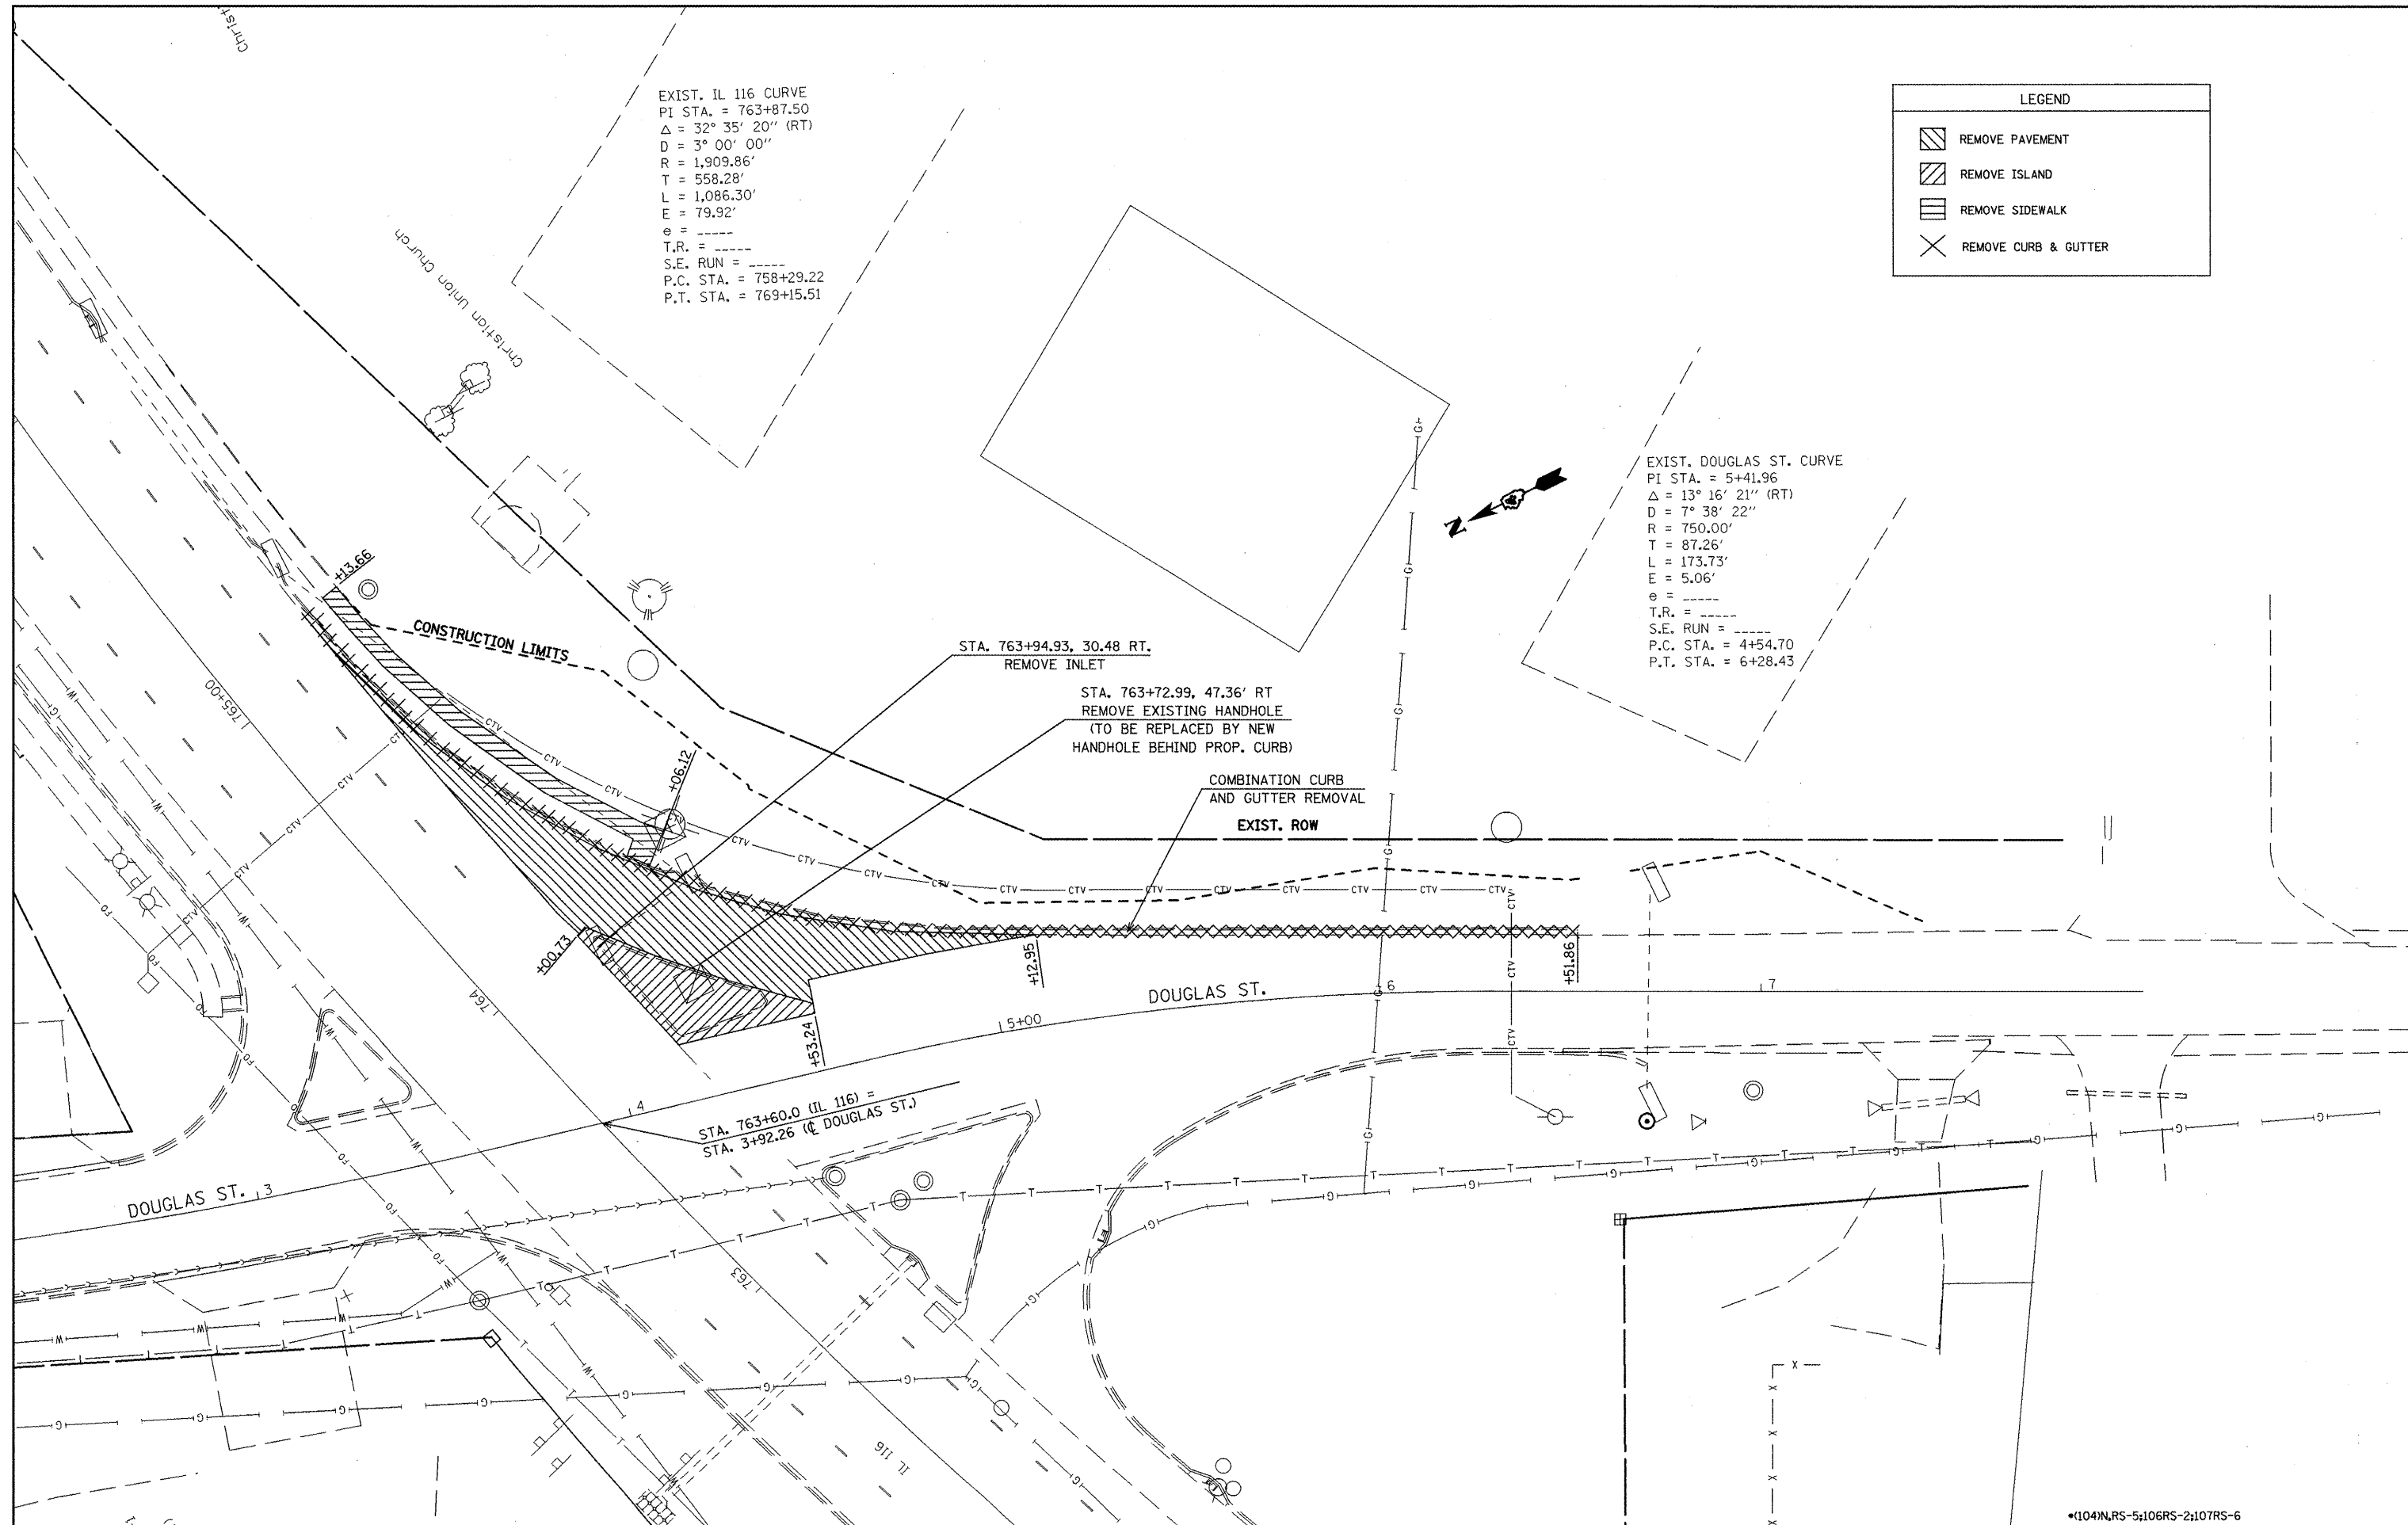 EXIST. IL 116 CURVE
PI STA. = 763+87.50
Δ = 32° 35' 20'' (RT)
D = 3° 00' 00''
R = 1,909.86'
T = 558.28'
L = 1,086.30'
E = 79.92'
e = _____
T.R. = _____
S.E. RUN = _____
P.C. STA. = 758+29.22
P.T. STA. = 769+15.51
LEGEND
REMOVE PAVEMENT
REMOVE ISLAND
REMOVE SIDEWALK
REMOVE CURB & GUTTER
Christ
Christian Union Church
N
EXIST. DOUGLAS ST. CURVE
PI STA. = 5+41.96
Δ = 13° 16' 21'' (RT)
D = 7° 38' 22''
R = 750.00'
T = 87.26'
L = 173.73'
E = 5.06'
e = _____
T.R. = _____
S.E. RUN = _____
P.C. STA. = 4+54.70
P.T. STA. = 6+28.43
+13.66
CONSTRUCTION LIMITS
STA. 763+94.93, 30.48 RT.
REMOVE INLET
STA. 763+72.99, 47.36' RT
REMOVE EXISTING HANDHOLE
(TO BE REPLACED BY NEW
HANDHOLE BEHIND PROP. CURB)
COMBINATION CURB
AND GUTTER REMOVAL
EXIST. ROW
+06.12
765+00
+00.73
+12.95
+51.86
764
DOUGLAS ST.
6
7
5+00
+53.24
4
STA. 763+60.0 (IL 116) =
STA. 3+92.26 (℄ DOUGLAS ST.)
DOUGLAS ST.
3
763
IL 116
*(104)N,RS-5;106RS-2;107RS-6